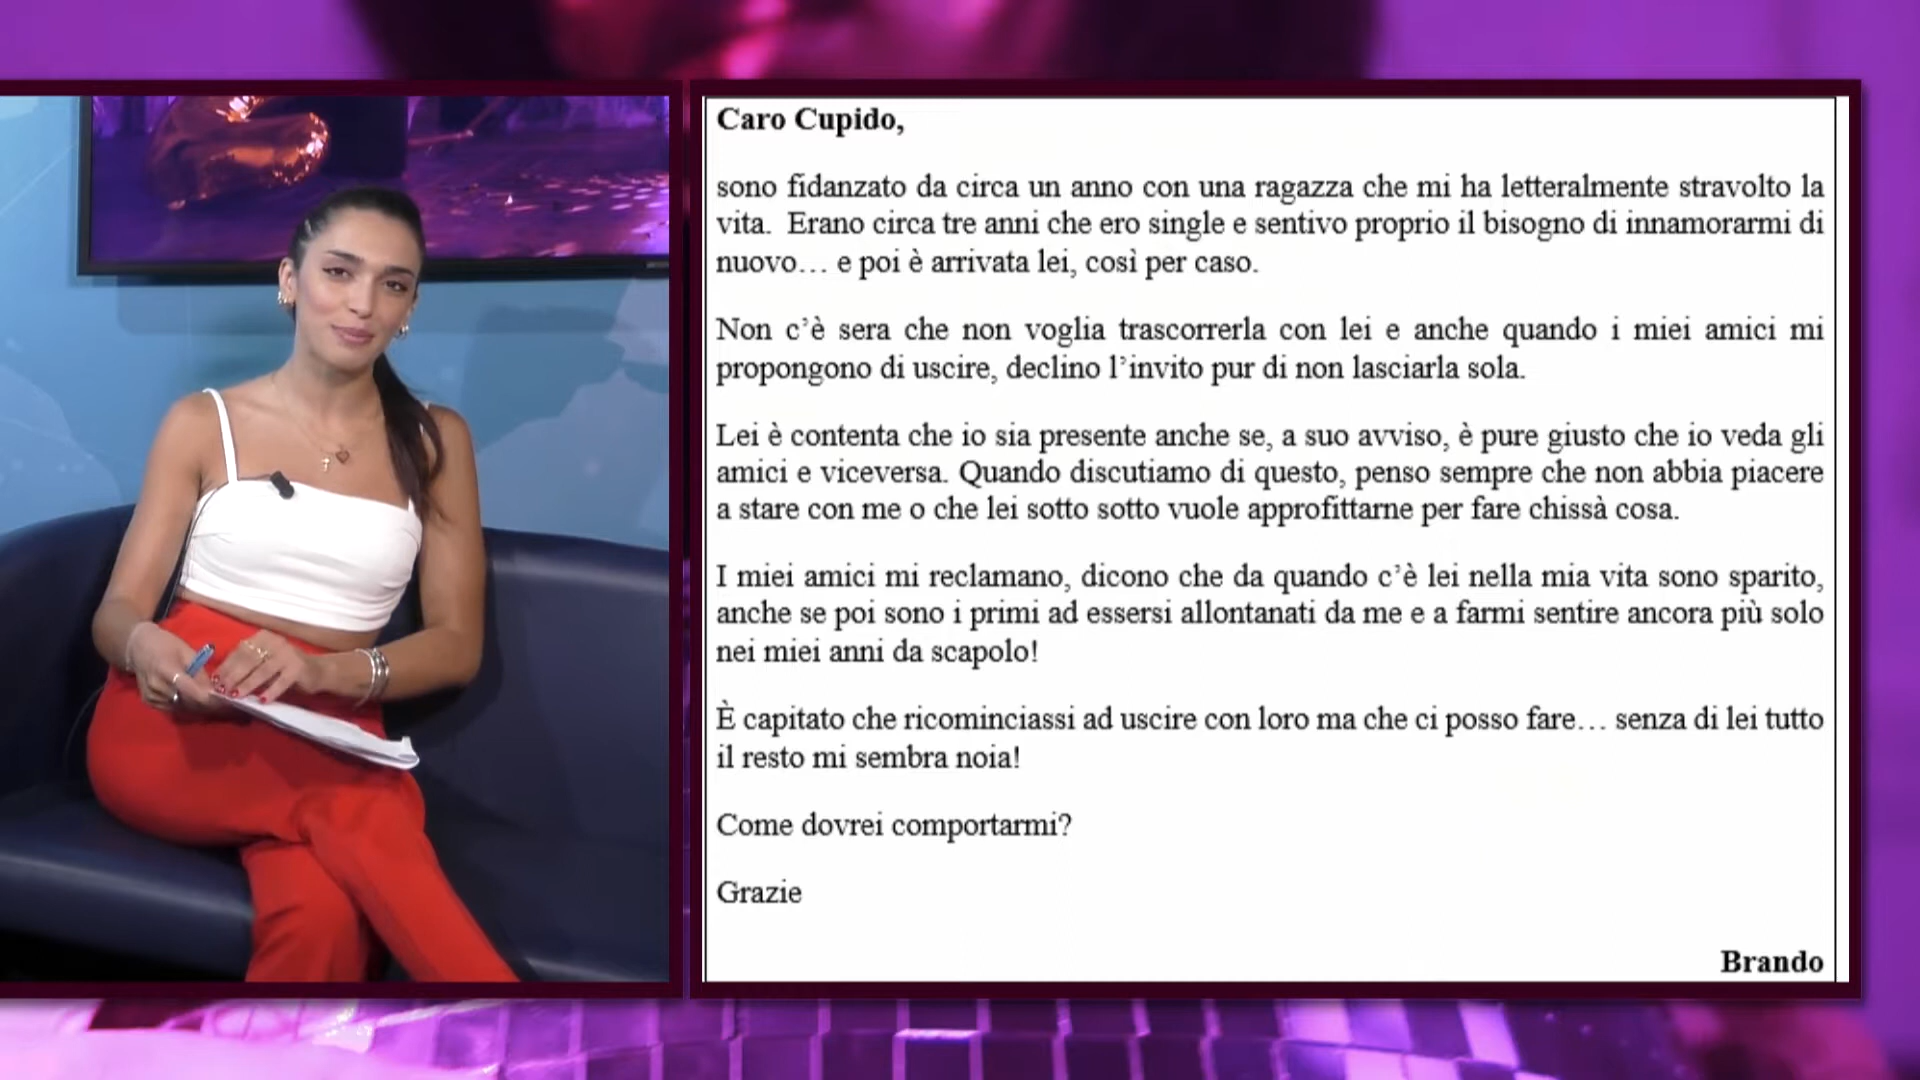 Caro Cupido,
sono fidanzato da circa un anno con una ragazza che mi ha letteralmente stravolto la
vita.  Erano circa tre anni che ero single e sentivo proprio il bisogno di innamorarmi di
nuovo… e poi è arrivata lei, così per caso.
Non c’è sera che non voglia trascorrerla con lei e anche quando i miei amici mi
propongono di uscire, declino l’invito pur di non lasciarla sola.
Lei è contenta che io sia presente anche se, a suo avviso, è pure giusto che io veda gli
amici e viceversa. Quando discutiamo di questo, penso sempre che non abbia piacere
a stare con me o che lei sotto sotto vuole approfittarne per fare chissà cosa.
I miei amici mi reclamano, dicono che da quando c’è lei nella mia vita sono sparito,
anche se poi sono i primi ad essersi allontanati da me e a farmi sentire ancora più solo
nei miei anni da scapolo!
È capitato che ricominciassi ad uscire con loro ma che ci posso fare… senza di lei tutto
il resto mi sembra noia!
Come dovrei comportarmi?
Grazie
Brando